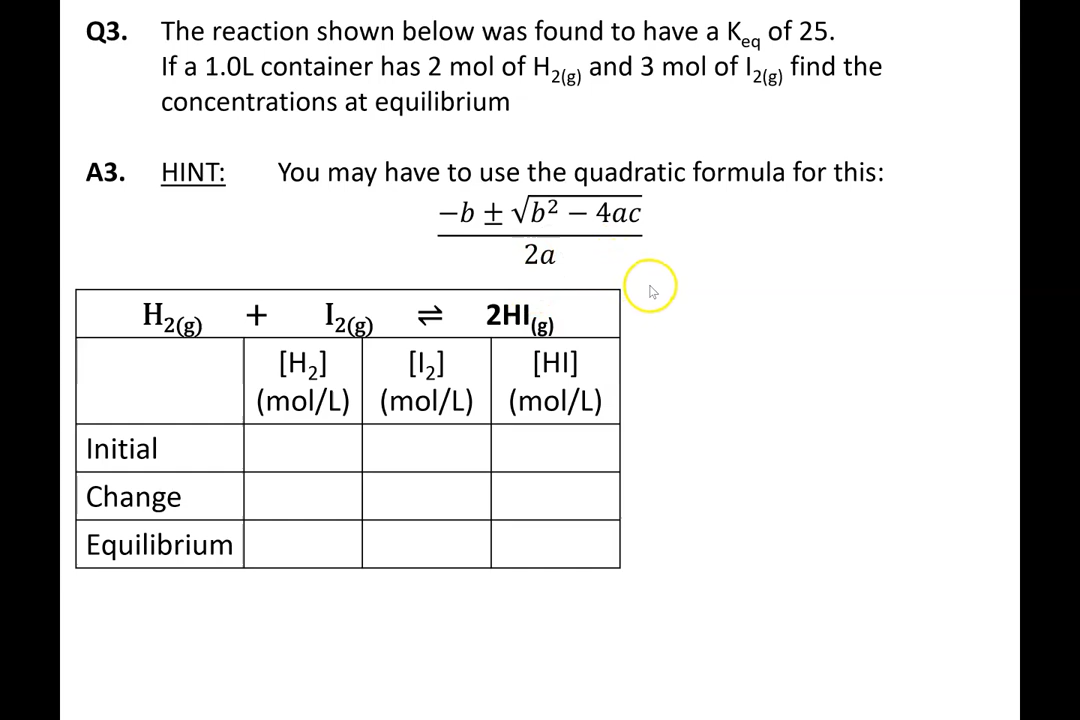 Q3. The reaction shown below was found to have a Keq of 25.
If a 1.0L container has 2 mol of H2(g) and 3 mol of I2(g) find the
concentrations at equilibrium
A3. HINT: You may have to use the quadratic formula for this:
−b ± √b² − 4ac
2a
H2(g) + I2(g) ⇌ 2HI(g)
[H2] [I2] [HI]
(mol/L) (mol/L) (mol/L)
Initial
Change
Equilibrium